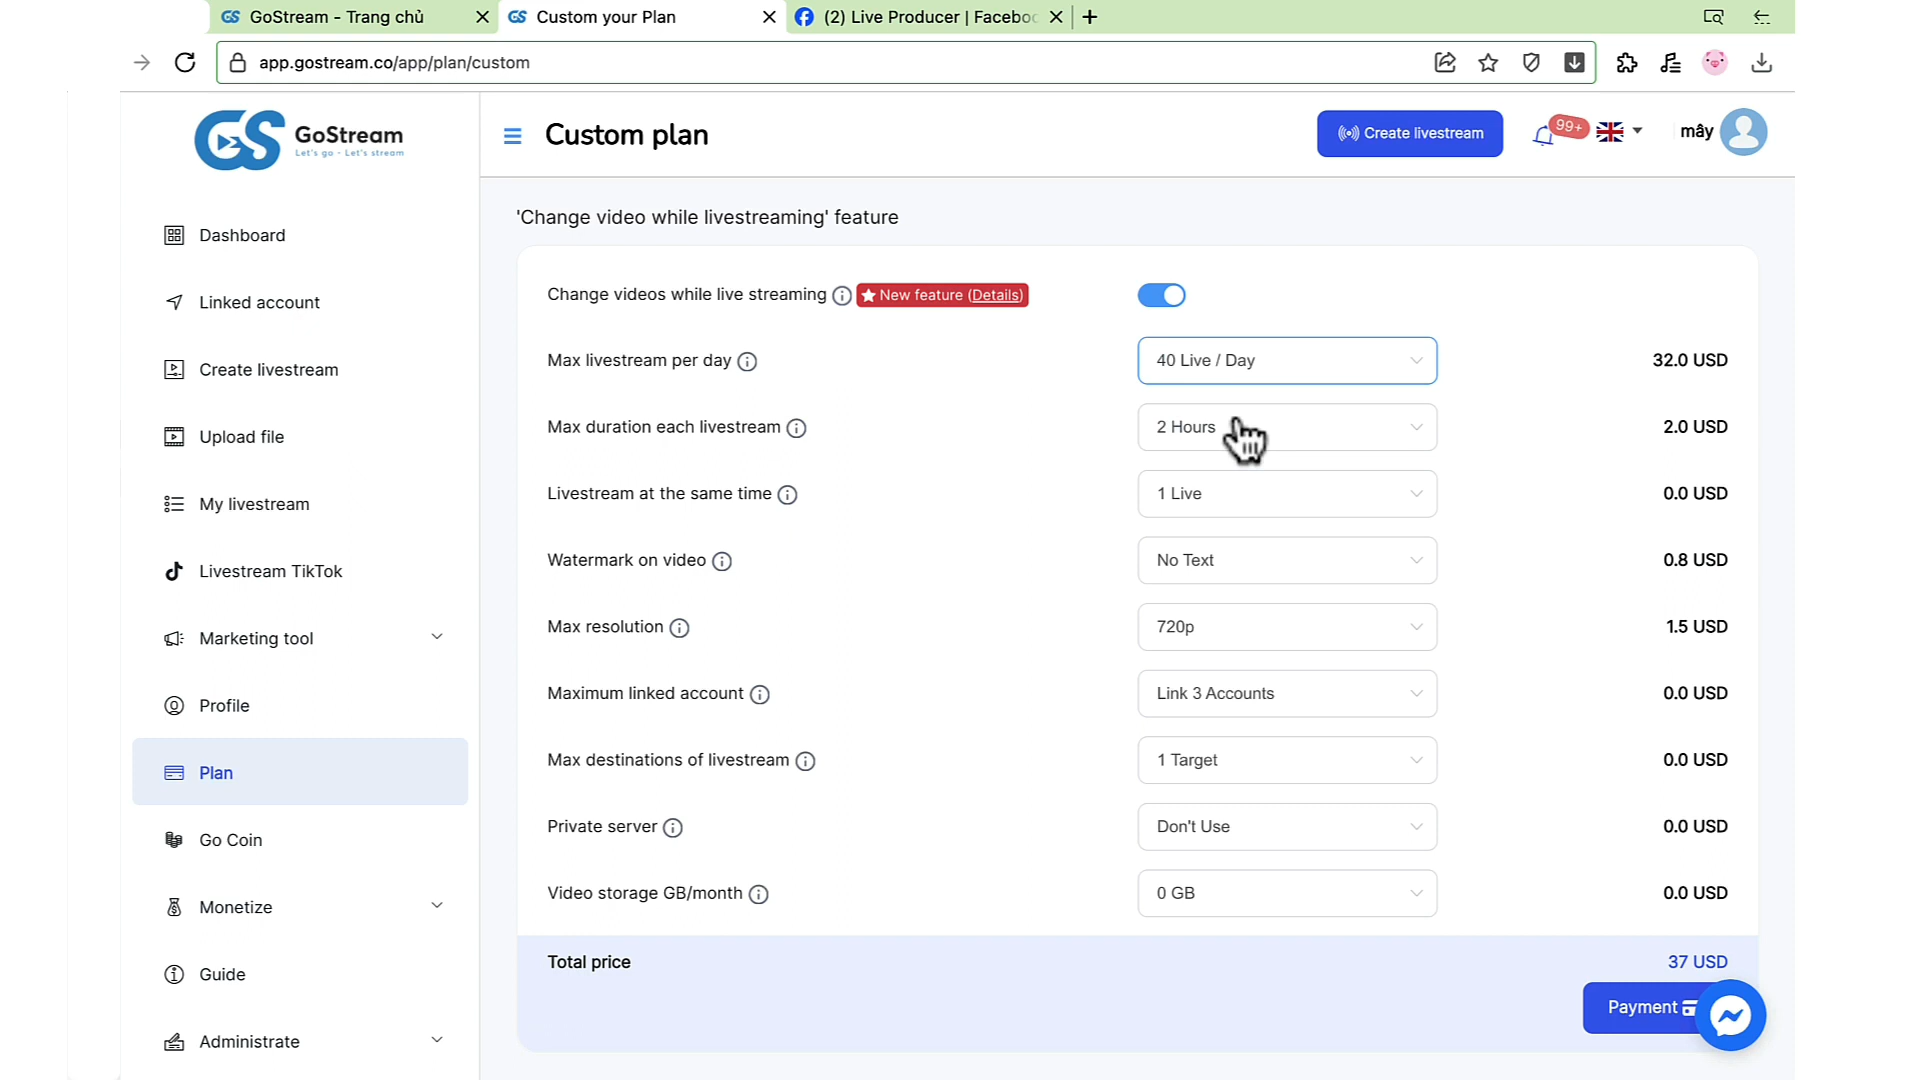 GoStream - Trang chủ
Custom your Plan
(2) Live Producer | Faceboo
app.gostream.co/app/plan/custom
GS GoStream
Let's go - Let's stream
Custom plan
Create livestream
99+
mây
Dashboard
Linked account
Create livestream
Upload file
My livestream
Livestream TikTok
Marketing tool
Profile
Plan
Go Coin
Monetize
Guide
Administrate
'Change video while livestreaming' feature
Change videos while live streaming New feature (Details)
Max livestream per day 40 Live / Day 32.0 USD
Max duration each livestream 2 Hours 2.0 USD
Livestream at the same time 1 Live 0.0 USD
Watermark on video No Text 0.8 USD
Max resolution 720p 1.5 USD
Maximum linked account Link 3 Accounts 0.0 USD
Max destinations of livestream 1 Target 0.0 USD
Private server Don't Use 0.0 USD
Video storage GB/month 0 GB 0.0 USD
Total price 37 USD
Payment